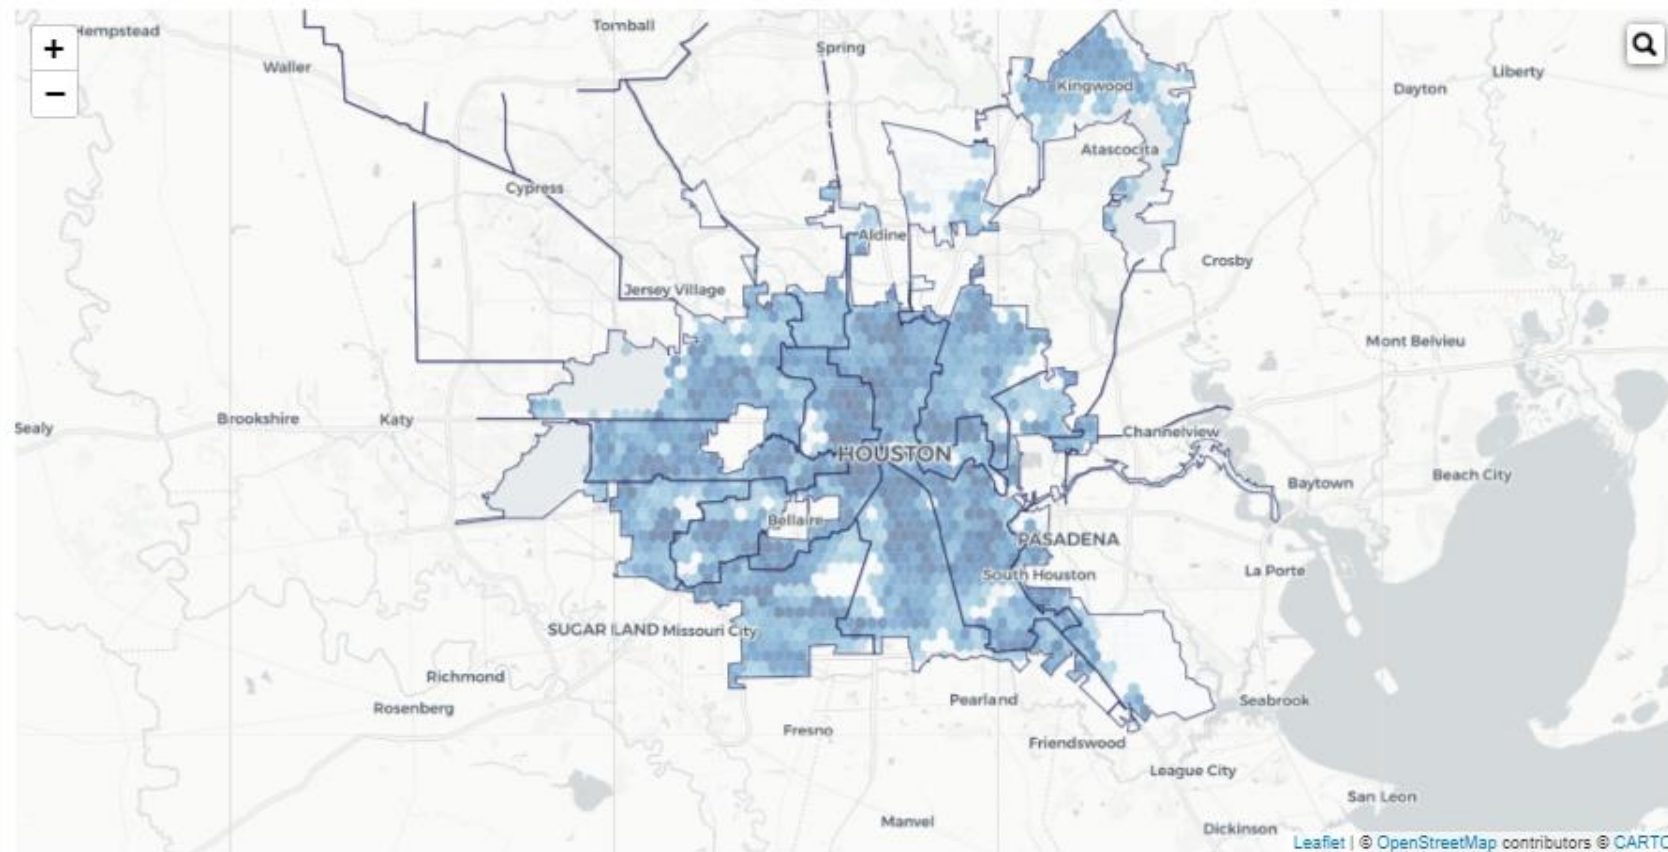 +
−
Hempstead
Tomball
Spring
Waller
Kingwood
Liberty
Dayton
Atascocita
Cypress
Aldine
Crosby
Jersey Village
Mont Belvieu
Brookshire
Katy
Sealy
Channelview
HOUSTON
Beach City
Baytown
Bellaire
PASADENA
South Houston
La Porte
SUGAR LAND
Missouri City
Richmond
Pearland
Seabrook
Rosenberg
Fresno
Friendswood
League City
San Leon
Manvel
Dickinson
Leaflet | © OpenStreetMap contributors © CARTO